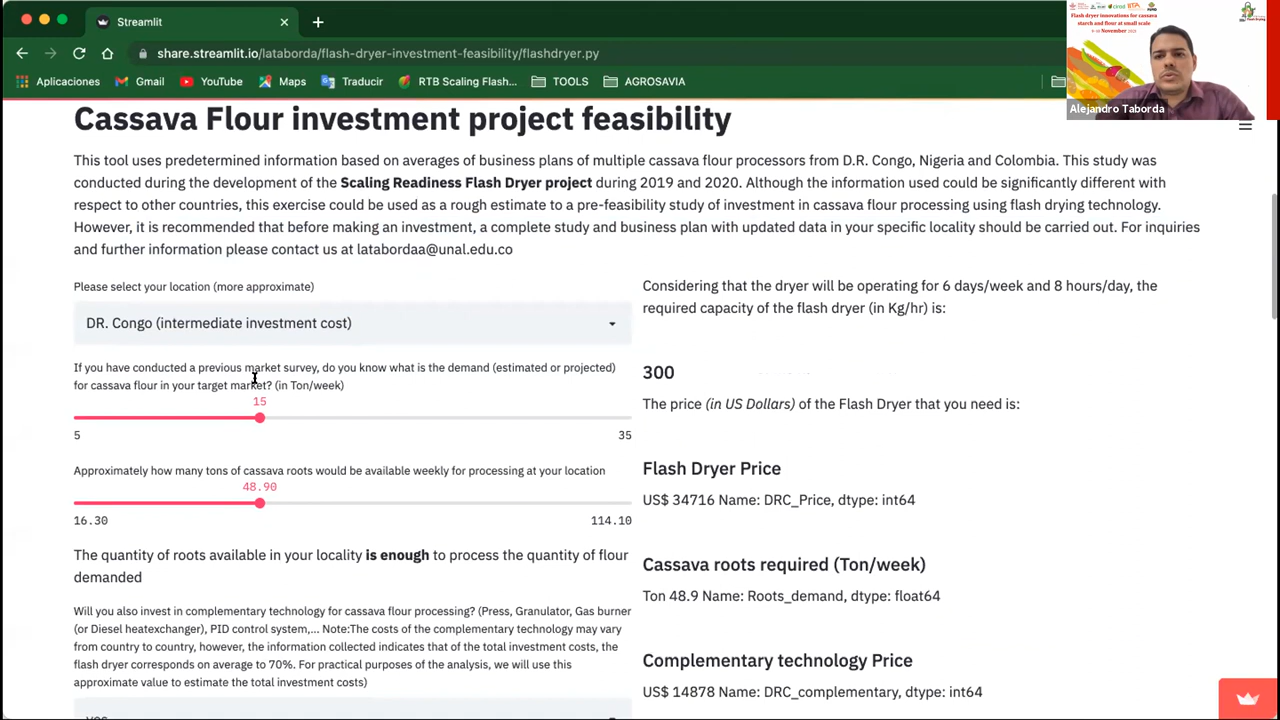 Streamlit
share.streamlit.io/lataborda/flash-dryer/main/flashdryer.py
Aplicaciones
Gmail
YouTube
Maps
TOOLS
AGROSAVIA
Flash dryer innovations for cassava
starch and flour at small scale
Alejandro Taborda
Cassava Flour investment project feasibility
This tool uses predetermined information based on averages of business plans of multiple cassava flour processors from D.R. Congo, Nigeria and Colombia. This study was
conducted during the development of the Scaling Readiness Flash Dryer project during 2019 and 2020. Although the information used could be significantly different with
respect to other countries, this exercise could be used as a rough estimate to a pre-feasibility study of investment in cassava flour processing using flash drying technology.
However, it is recommended that before making an investment, a complete study and business plan with updated data in your specific locality should be carried out. For inquiries
and further information please contact us at latabordaa@unal.edu.co
Please select your location (more approximate)
DR. Congo (intermediate investment cost)
If you have conducted a previous market survey, do you know what is the demand (estimated or projected)
for cassava flour in your target market? (in Ton/week)
15
5
35
Approximately how many tons of cassava roots would be available weekly for processing at your location
48.90
16.30
114.10
The quantity of roots available in your locality is enough to process the quantity of flour
demanded
Will you also invest in complementary technology for cassava flour processing? (Press, Granulator, Gas burner
(or Diesel heatexchanger), PID control system,... Note:The costs of the complementary technology may vary
from country to country, however, the information collected indicates that of the total investment costs, the
flash dryer corresponds on average to 70%. For practical purposes of the analysis, we will use this
approximate value to estimate the total investment costs)
Considering that the dryer will be operating for 6 days/week and 8 hours/day, the
required capacity of the flash dryer (in Kg/hr) is:
300
The price (in US Dollars) of the Flash Dryer that you need is:
Flash Dryer Price
US$ 34716 Name: DRC_Price, dtype: int64
Cassava roots required (Ton/week)
Ton 48.9 Name: Roots_demand, dtype: float64
Complementary technology Price
US$ 14878 Name: DRC_complementary, dtype: int64